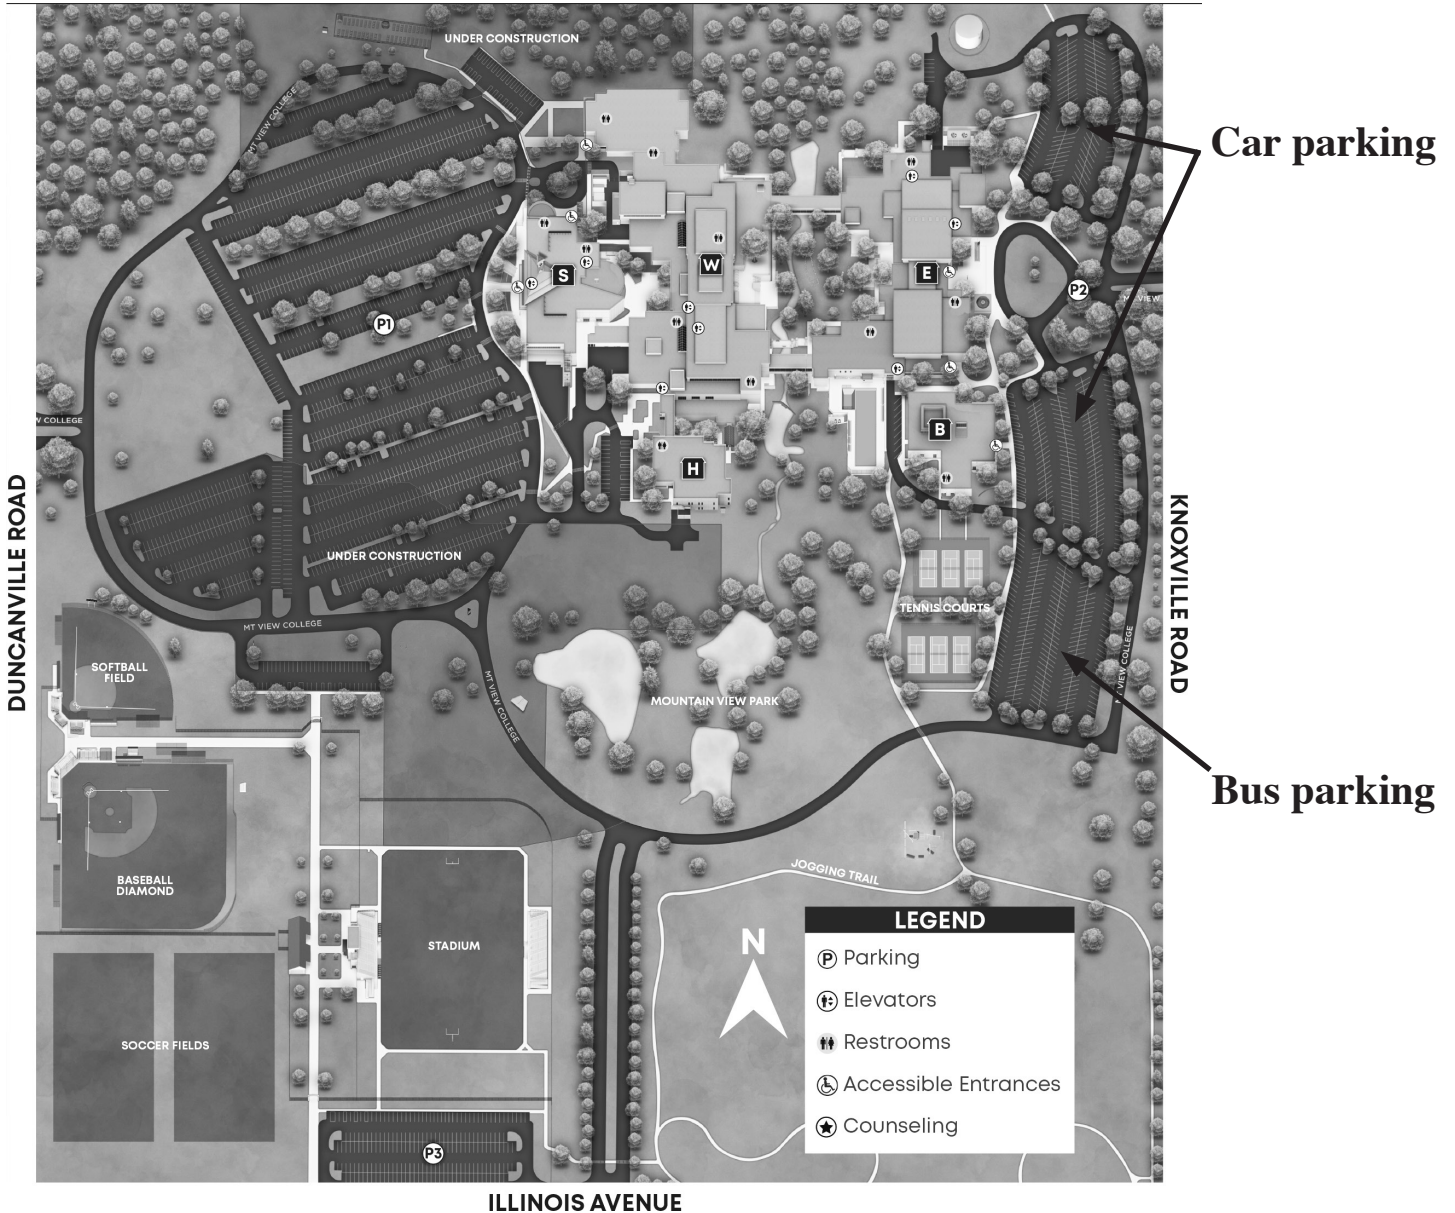 UNDER CONSTRUCTION
MT VIEW COLLEGE
Car parking
S
W
E
P2
MT VIEW
P1
W COLLEGE
B
H
DUNCANVILLE ROAD
KNOXVILLE ROAD
UNDER CONSTRUCTION
TENNIS COURTS
MT VIEW COLLEGE
SOFTBALL
FIELD
MT VIEW COLLEGE
MT VIEW COLLEGE
MOUNTAIN VIEW PARK
Bus parking
BASEBALL
DIAMOND
JOGGING TRAIL
STADIUM
N
LEGEND
P Parking
Elevators
Restrooms
Accessible Entrances
Counseling
SOCCER FIELDS
P3
ILLINOIS AVENUE